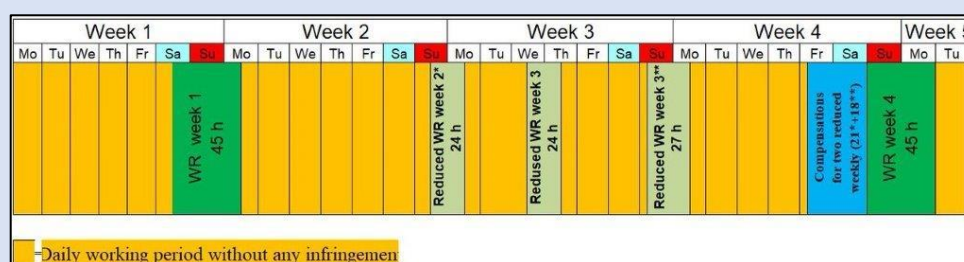 Week 1 Week 2 Week 3 Week 4 Week 5
Mo Tu We Th Fr Sa Su Mo Tu We Th Fr Sa Su Mo Tu We Th Fr Sa Su Mo Tu We Th Fr Sa Su Mo Tu
WR week 1
45 h
Reduced WR week 2*
24 h
Redused WR week 3
24 h
Reduced WR week 3**
27 h
Compensations
for two reduced
weekly (21*+18**)
WR week 4
45 h
=Daily working period without any infringemen